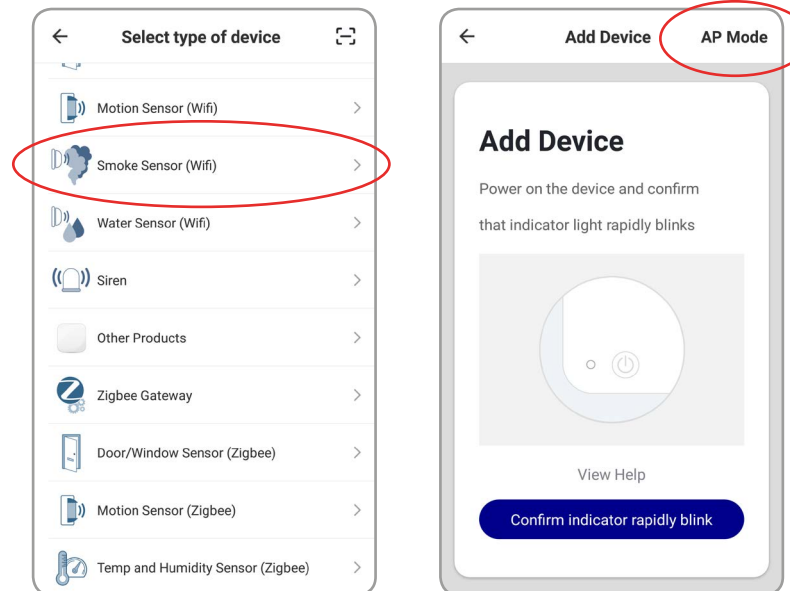 Select type of device
Motion Sensor (Wifi)
Smoke Sensor (Wifi)
Water Sensor (Wifi)
Siren
Other Products
Zigbee Gateway
Door/Window Sensor (Zigbee)
Motion Sensor (Zigbee)
Temp and Humidity Sensor (Zigbee)
Add Device
AP Mode
Add Device
Power on the device and confirm
that indicator light rapidly blinks
View Help
Confirm indicator rapidly blink